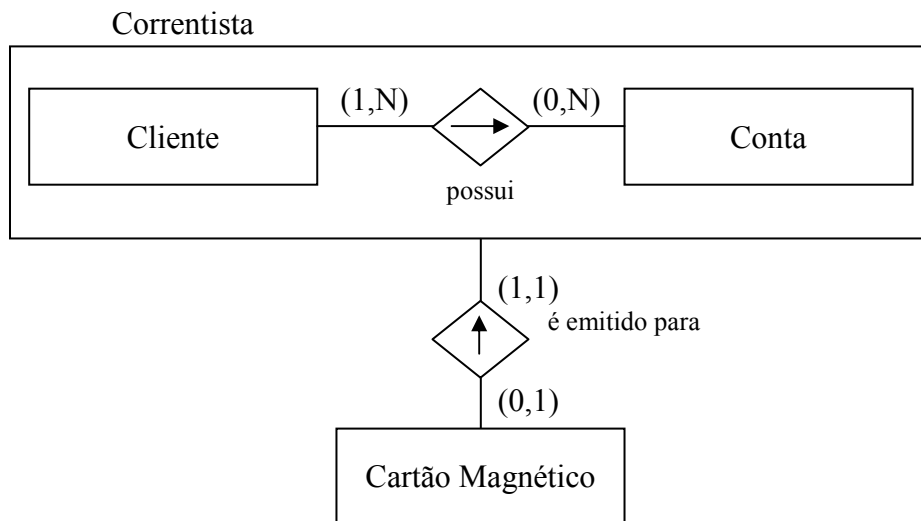 Correntista
Cliente
(1,N)
(0,N)
Conta
possui
(1,1)
é emitido para
(0,1)
Cartão Magnético